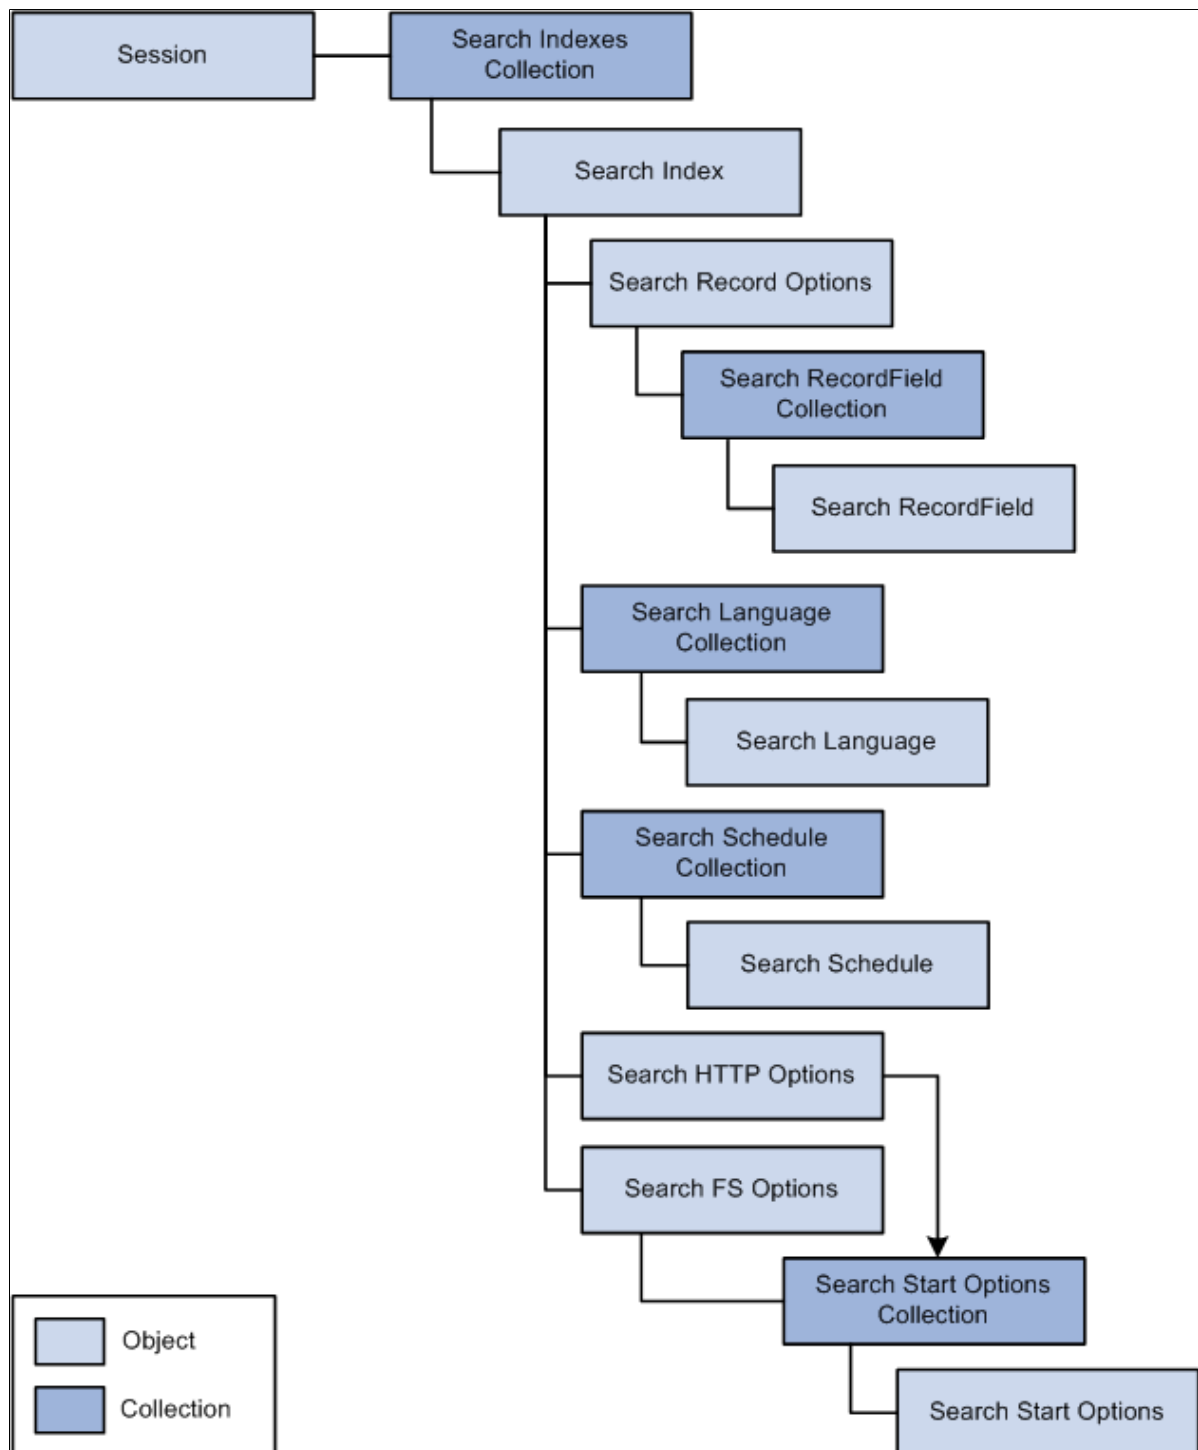 Session
Search Indexes
Collection
Search Index
Search Record Options
Search RecordField
Collection
Search RecordField
Search Language
Collection
Search Language
Search Schedule
Collection
Search Schedule
Search HTTP Options
Search FS Options
Search Start Options
Collection
Search Start Options
Object
Collection